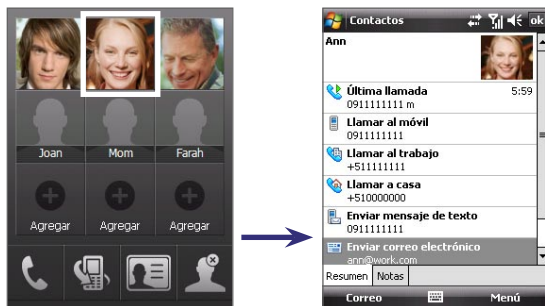 Joan Mom Farah
Agregar Agregar Agregar
Contactos ok
Ann
Última llamada 5:59
0911111111 m
Llamar al móvil
0911111111
Llamar al trabajo
+511111111
Llamar a casa
+510000000
Enviar mensaje de texto
0911111111
Enviar correo electrónico
ann@work.com
Resumen Notas
Correo Menú